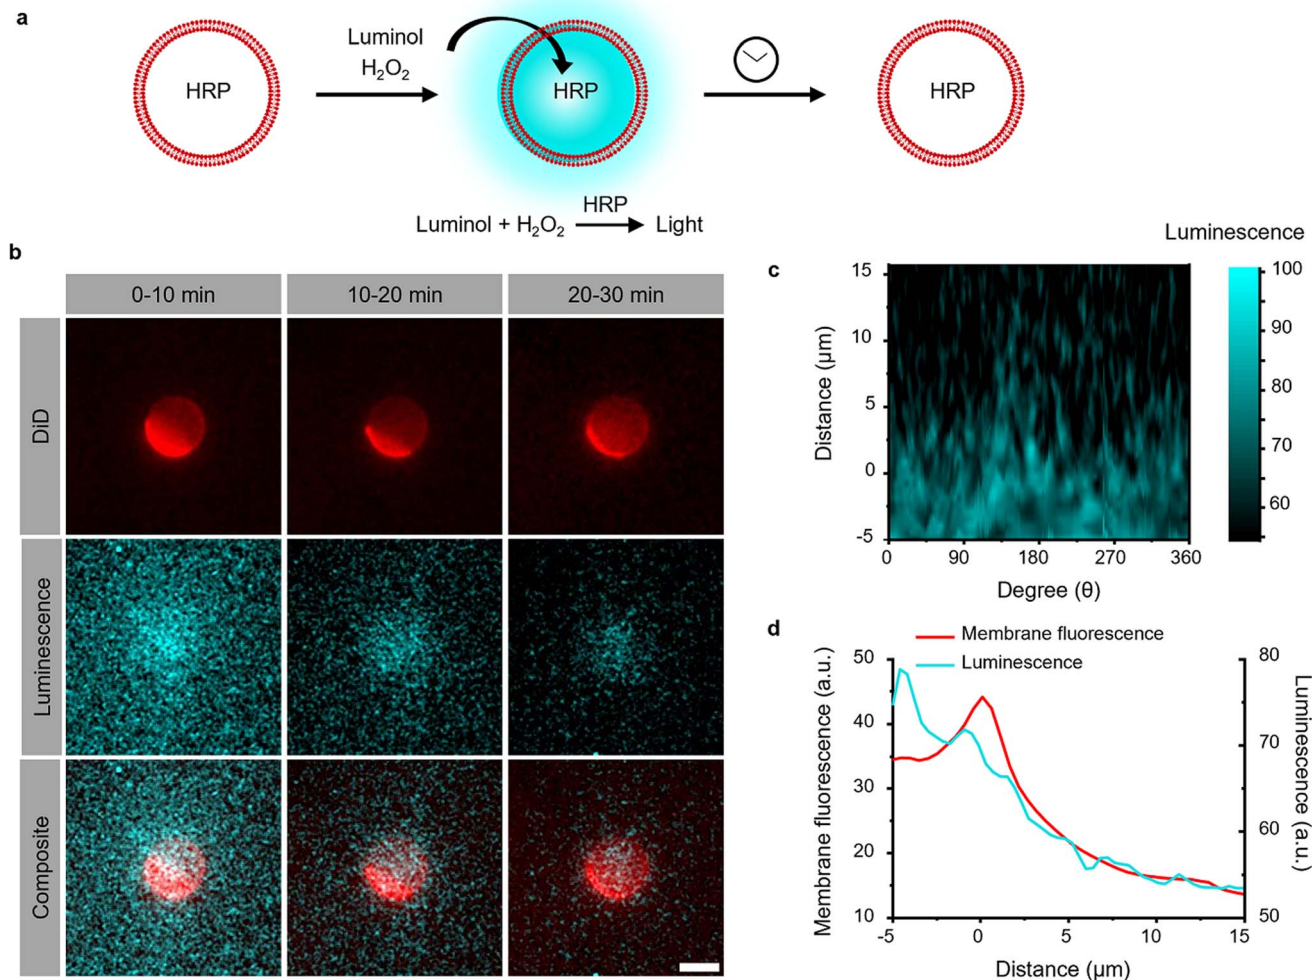 a
HRP
Luminol
H₂O₂
HRP
HRP
HRP
Luminol + H₂O₂ → Light
b
0-10 min
10-20 min
20-30 min
DiD
Luminescence
Composite
c
Luminescence
15
10
5
0
-5
Distance (µm)
0
90
180
270
360
Degree (θ)
100
90
80
70
60
d
Membrane fluorescence
Luminescence
50
40
30
20
10
Membrane fluorescence (a.u.)
80
70
60
50
Luminescence (a.u.)
-5
0
5
10
15
Distance (µm)